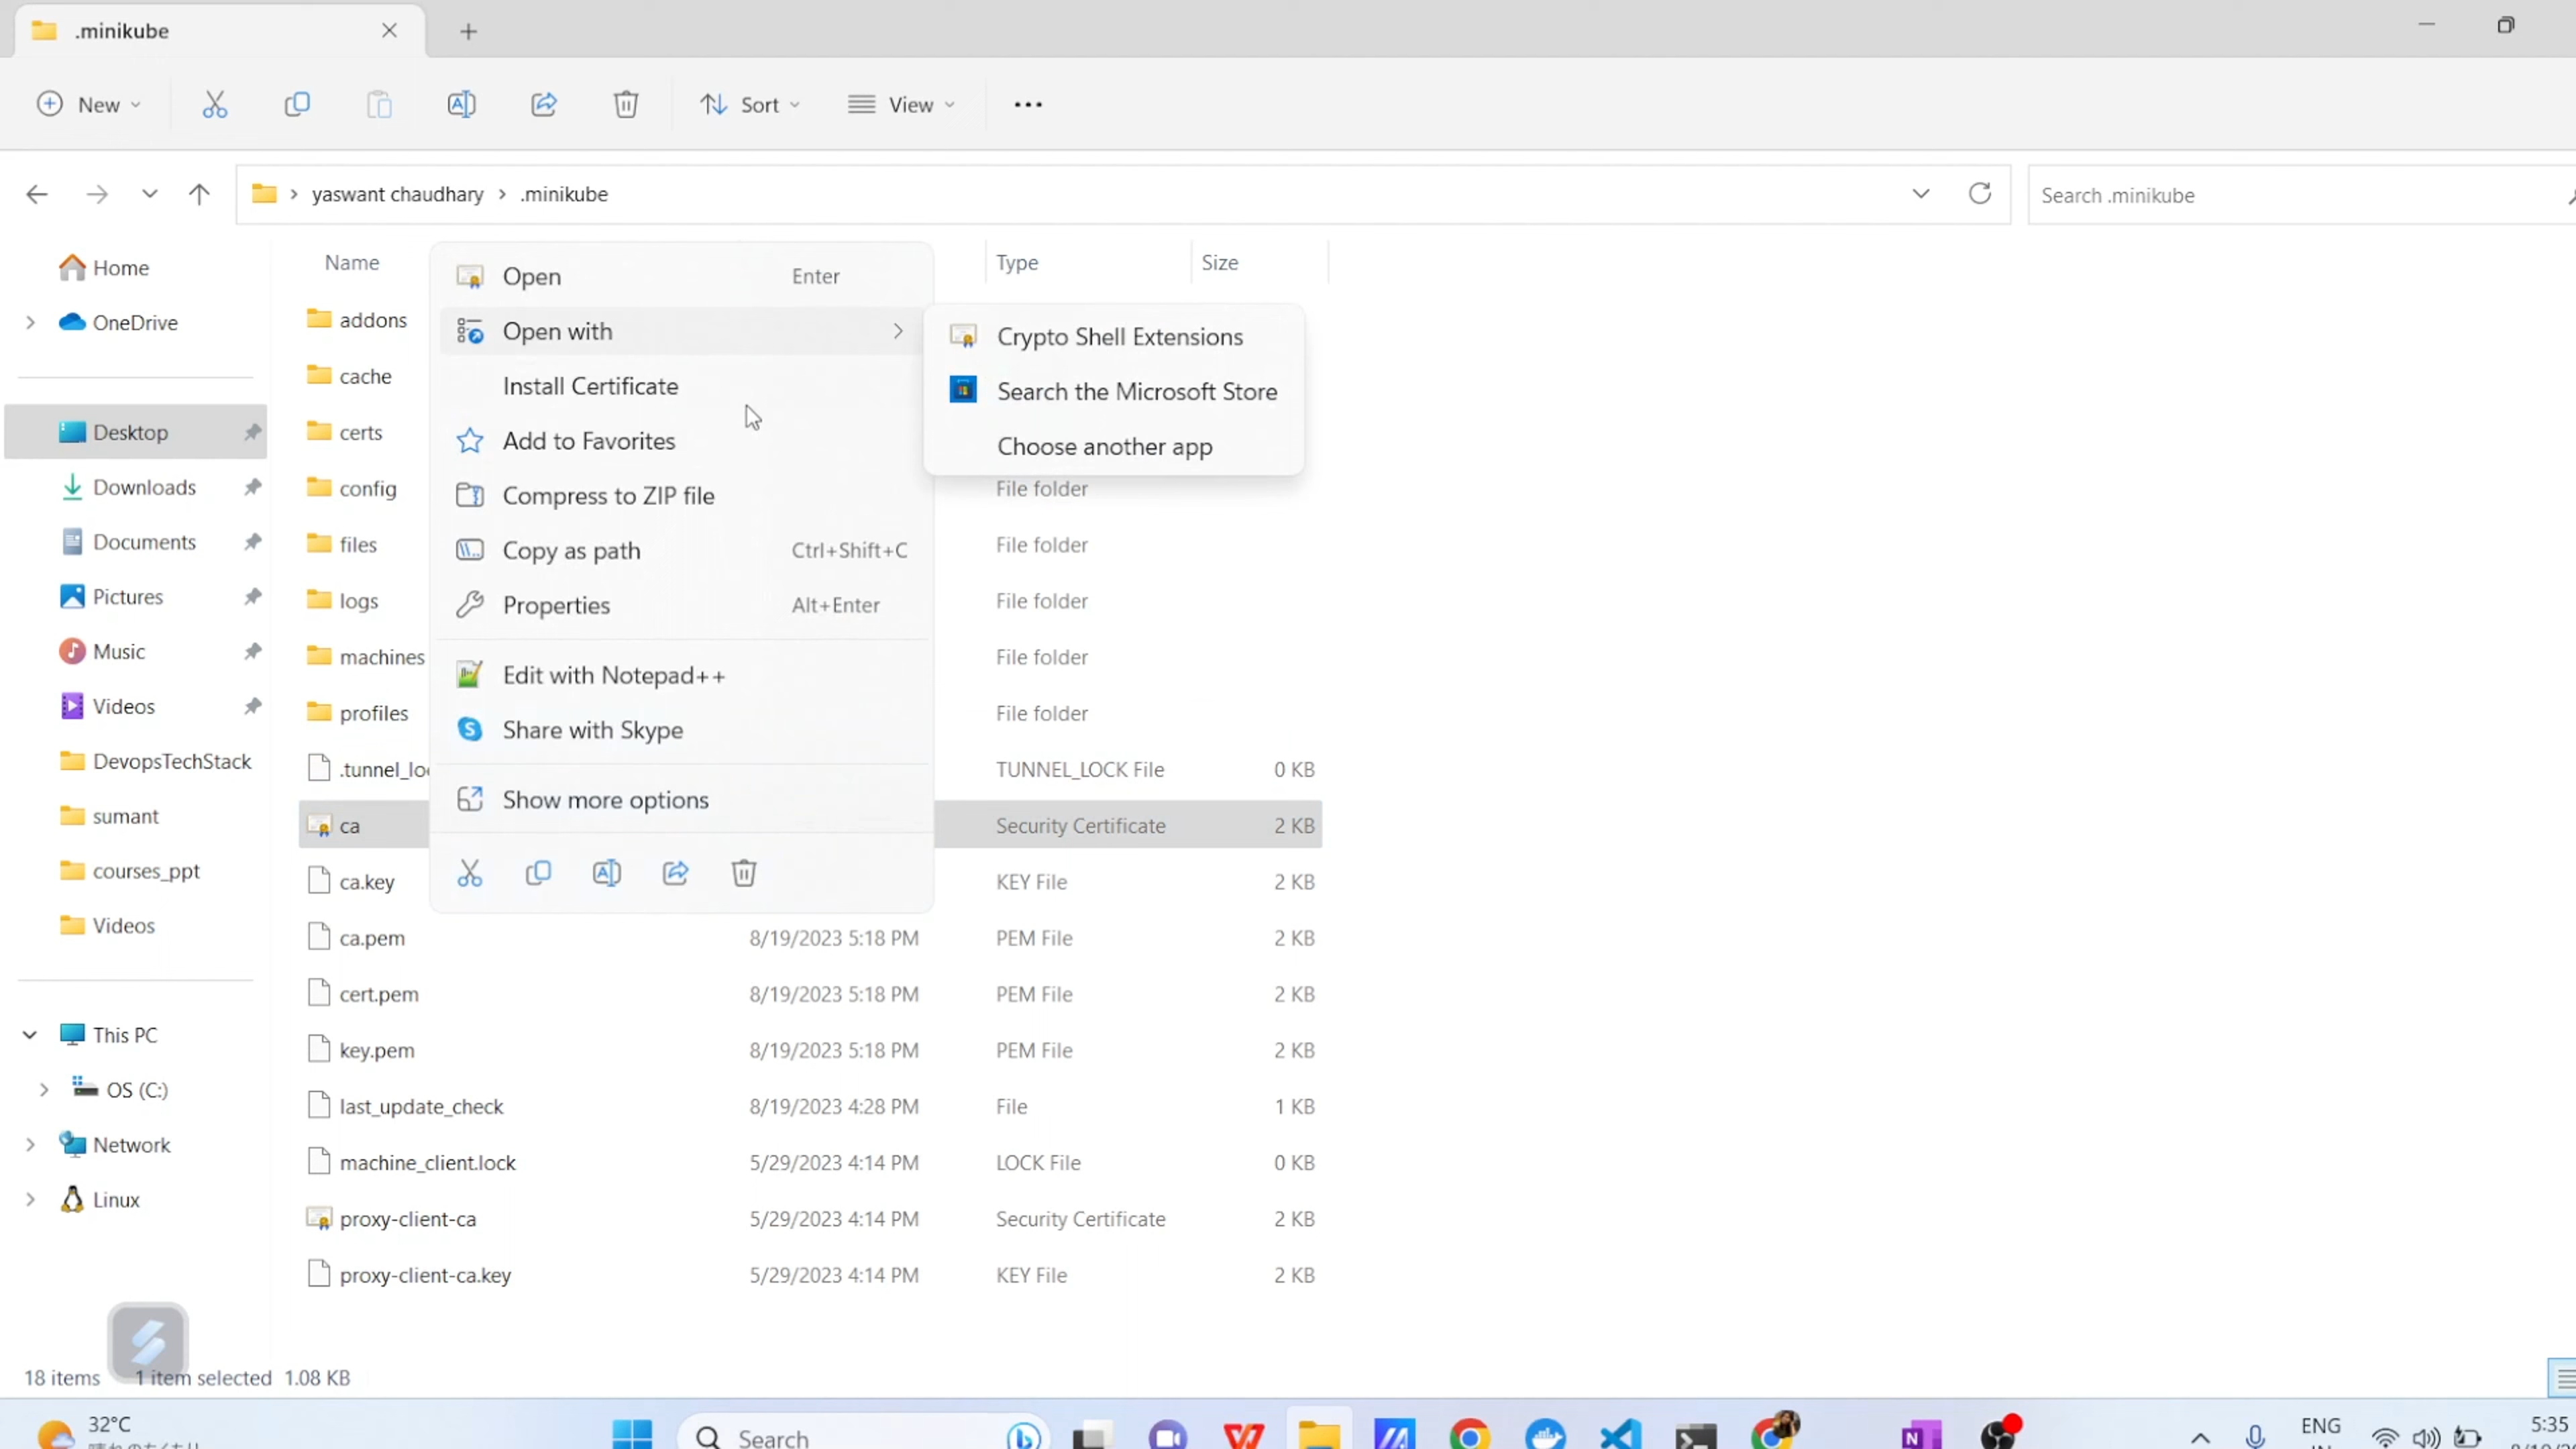 .minikube
New
Sort
View
yaswant chaudhary
.minikube
Search .minikube
Home
OneDrive
Desktop
Downloads
Documents
Pictures
Music
Videos
DevopsTechStack
sumant
courses_ppt
Videos
This PC
OS (C:)
Network
Linux
Name
Type
Size
addons
cache
certs
config
File folder
files
File folder
logs
File folder
machines
File folder
profiles
File folder
TUNNEL_LOCK File
0 KB
ca
Security Certificate
2 KB
ca.key
KEY File
2 KB
ca.pem
8/19/2023 5:18 PM
PEM File
2 KB
cert.pem
8/19/2023 5:18 PM
PEM File
2 KB
key.pem
8/19/2023 5:18 PM
PEM File
2 KB
last_update_check
8/19/2023 4:28 PM
File
1 KB
machine_client.lock
5/29/2023 4:14 PM
LOCK File
0 KB
proxy-client-ca
5/29/2023 4:14 PM
Security Certificate
2 KB
proxy-client-ca.key
5/29/2023 4:14 PM
KEY File
2 KB
Open
Enter
Open with
Install Certificate
Add to Favorites
Compress to ZIP file
Copy as path
Ctrl+Shift+C
Properties
Alt+Enter
Edit with Notepad++
Share with Skype
Show more options
Crypto Shell Extensions
Search the Microsoft Store
Choose another app
18 items
1 item selected 1.08 KB
32°C
Search
ENG
5:35